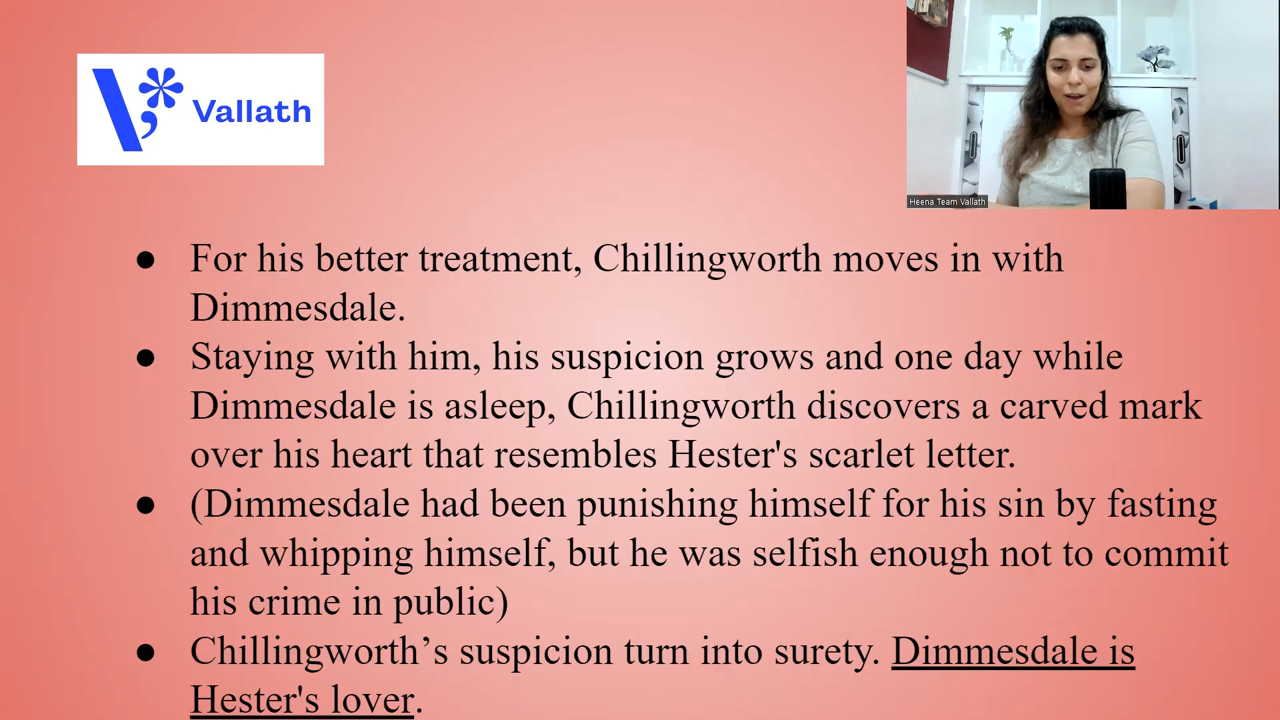 Vallath
Heena Team Vallath
● For his better treatment, Chillingworth moves in with
Dimmesdale.
● Staying with him, his suspicion grows and one day while
Dimmesdale is asleep, Chillingworth discovers a carved mark
over his heart that resembles Hester's scarlet letter.
● (Dimmesdale had been punishing himself for his sin by fasting
and whipping himself, but he was selfish enough not to commit
his crime in public)
● Chillingworth’s suspicion turn into surety. Dimmesdale is
Hester's lover.